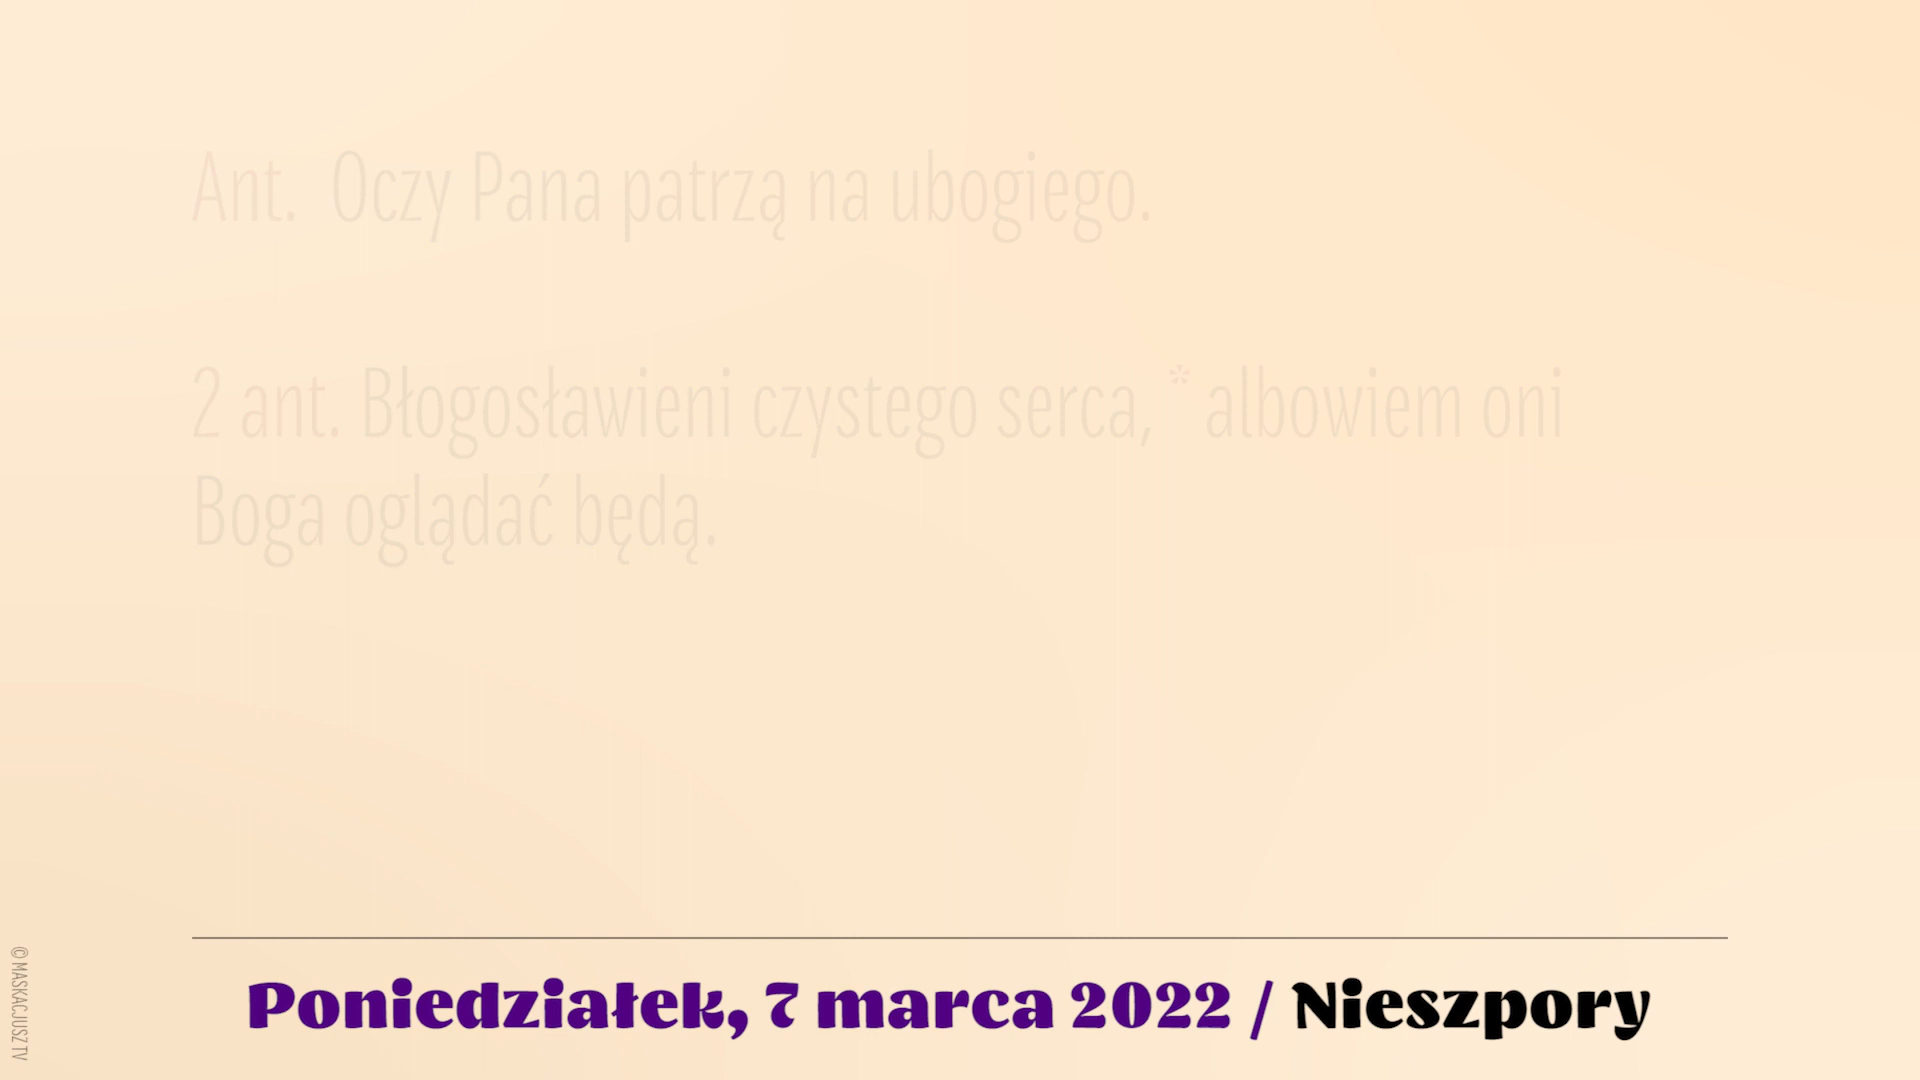 Ant. Oczy Pana patrzą na ubogiego.
2 ant. Błogosławieni czystego serca, * albowiem oni
Boga oglądać będą.
Poniedziałek, 7 marca 2022 / Nieszpory
© MASKACJUSZ TV